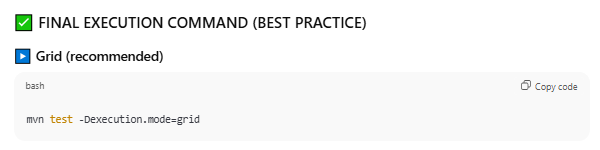 ✅ FINAL EXECUTION COMMAND (BEST PRACTICE)
▶ Grid (recommended)
bash
Copy code
mvn test -Dexecution.mode=grid